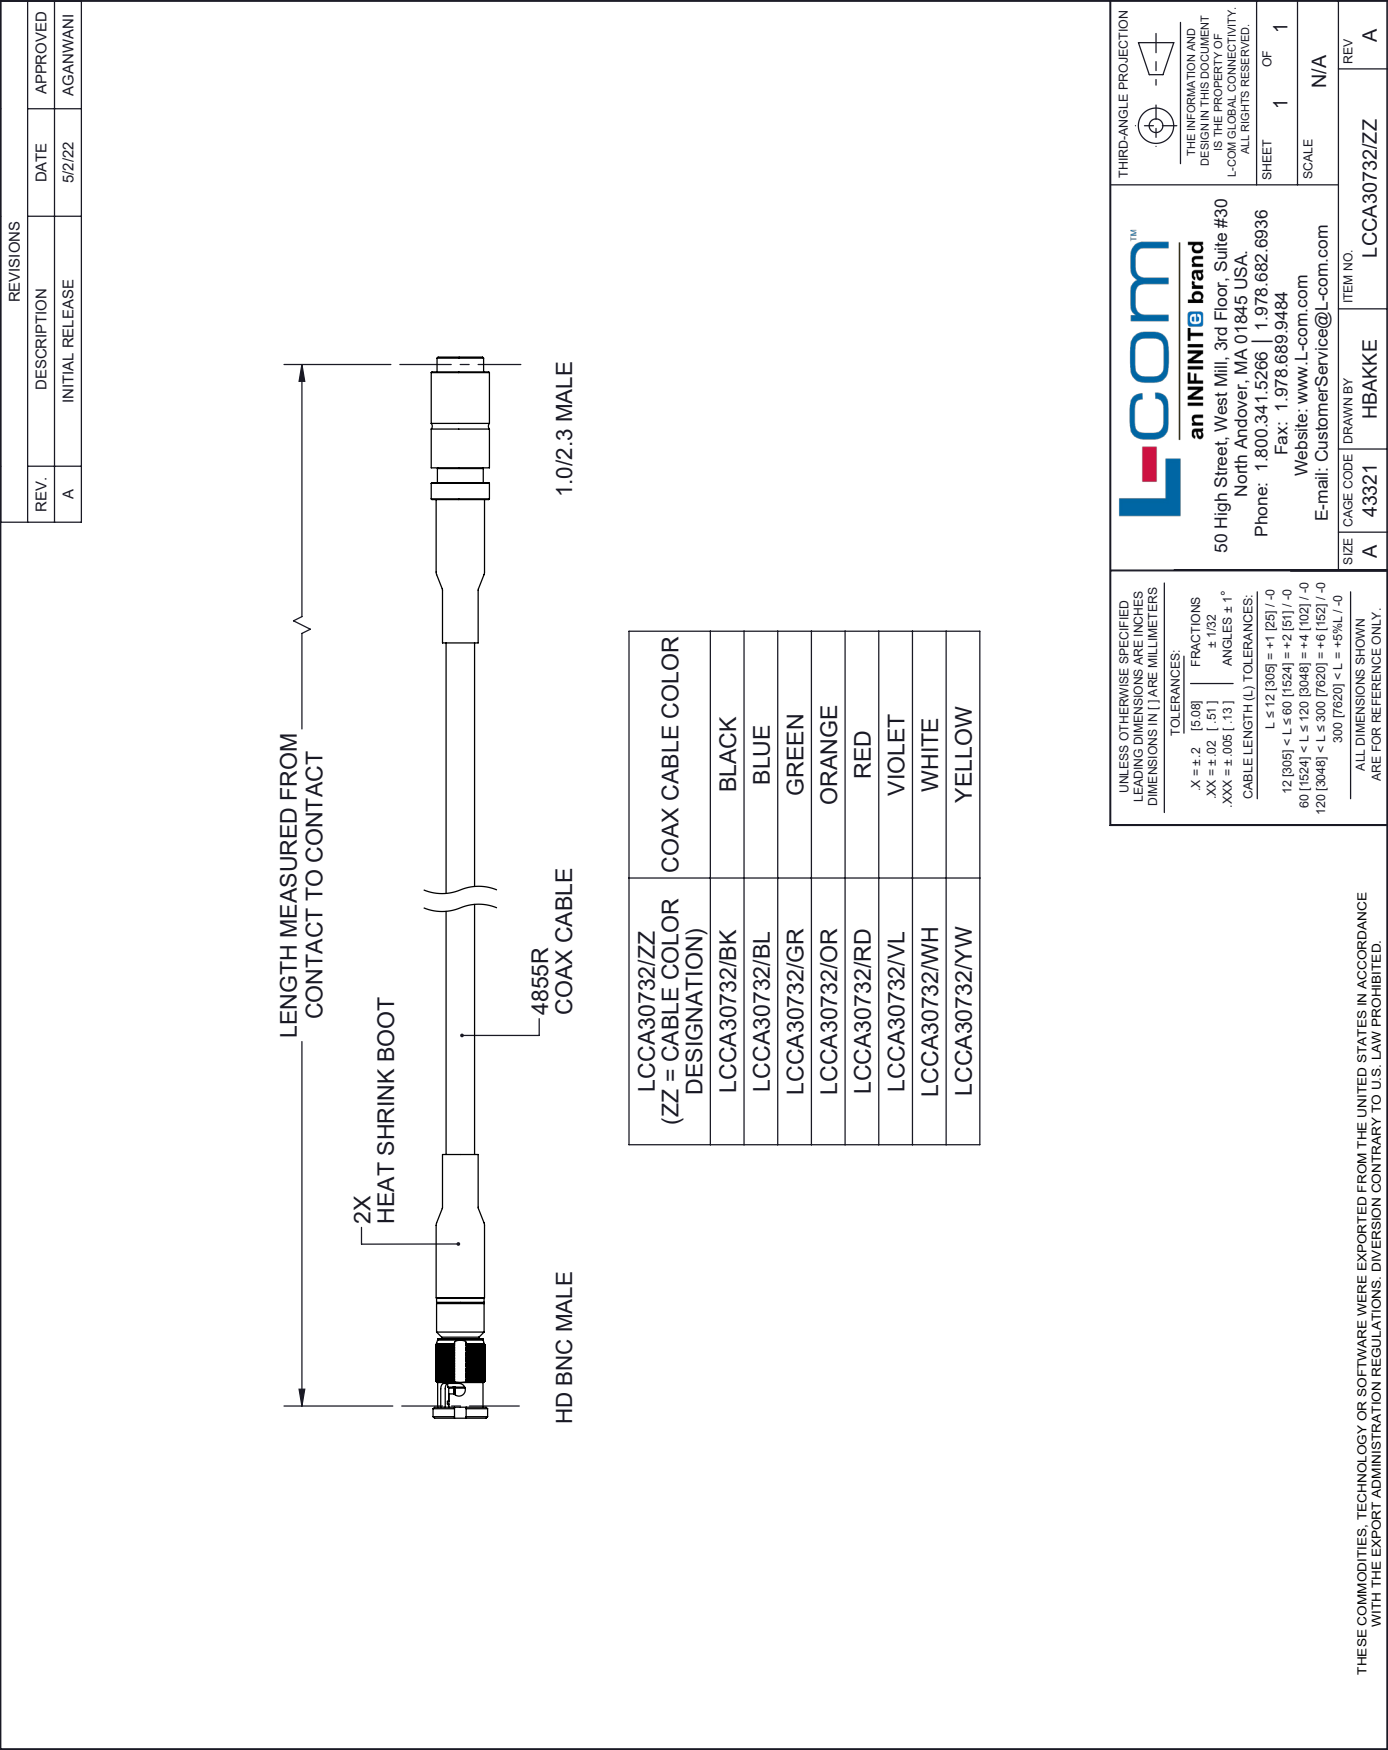 REVISIONS
REV. DESCRIPTION DATE APPROVED
A INITIAL RELEASE 5/2/22 AGANWANI
LENGTH MEASURED FROM
CONTACT TO CONTACT
2X
HEAT SHRINK BOOT
4855R
COAX CABLE
HD BNC MALE
1.0/2.3 MALE
LCCA30732/ZZ
(ZZ = CABLE COLOR
DESIGNATION)
COAX CABLE COLOR
LCCA30732/BK BLACK
LCCA30732/BL BLUE
LCCA30732/GR GREEN
LCCA30732/OR ORANGE
LCCA30732/RD RED
LCCA30732/VL VIOLET
LCCA30732/WH WHITE
LCCA30732/YW YELLOW
UNLESS OTHERWISE SPECIFIED
LEADING DIMENSIONS ARE INCHES
DIMENSIONS IN [ ] ARE MILLIMETERS
TOLERANCES:
.X = ±.2 [5.08] FRACTIONS
.XX = ±.02 [ .51 ] ± 1/32
.XXX = ±.005 [ .13 ] ANGLES ± 1°
CABLE LENGTH (L) TOLERANCES:
L ≤ 12 [305] = +1 [25] / -0
12 [305] < L ≤ 60 [1524] = +2 [51] / -0
60 [1524] < L ≤ 120 [3048] = +4 [102] / -0
120 [3048] < L ≤ 300 [7620] = +6 [152] / -0
300 [7620] < L = +5%L / -0
ALL DIMENSIONS SHOWN
ARE FOR REFERENCE ONLY.
L-com™
an INFINITe brand
50 High Street, West Mill, 3rd Floor, Suite #30
North Andover, MA 01845 USA.
Phone: 1.800.341.5266 | 1.978.682.6936
Fax: 1.978.689.9484
Website: www.L-com.com
E-mail: CustomerService@L-com.com
THIRD-ANGLE PROJECTION
THE INFORMATION AND
DESIGN IN THIS DOCUMENT
IS THE PROPERTY OF
L-COM GLOBAL CONNECTIVITY.
ALL RIGHTS RESERVED.
SHEET 1 OF 1
SCALE N/A
SIZE CAGE CODE DRAWN BY ITEM NO. REV
A 43321 HBAKKE LCCA30732/ZZ A
THESE COMMODITIES, TECHNOLOGY OR SOFTWARE WERE EXPORTED FROM THE UNITED STATES IN ACCORDANCE
WITH THE EXPORT ADMINISTRATION REGULATIONS. DIVERSION CONTRARY TO U.S. LAW PROHIBITED.